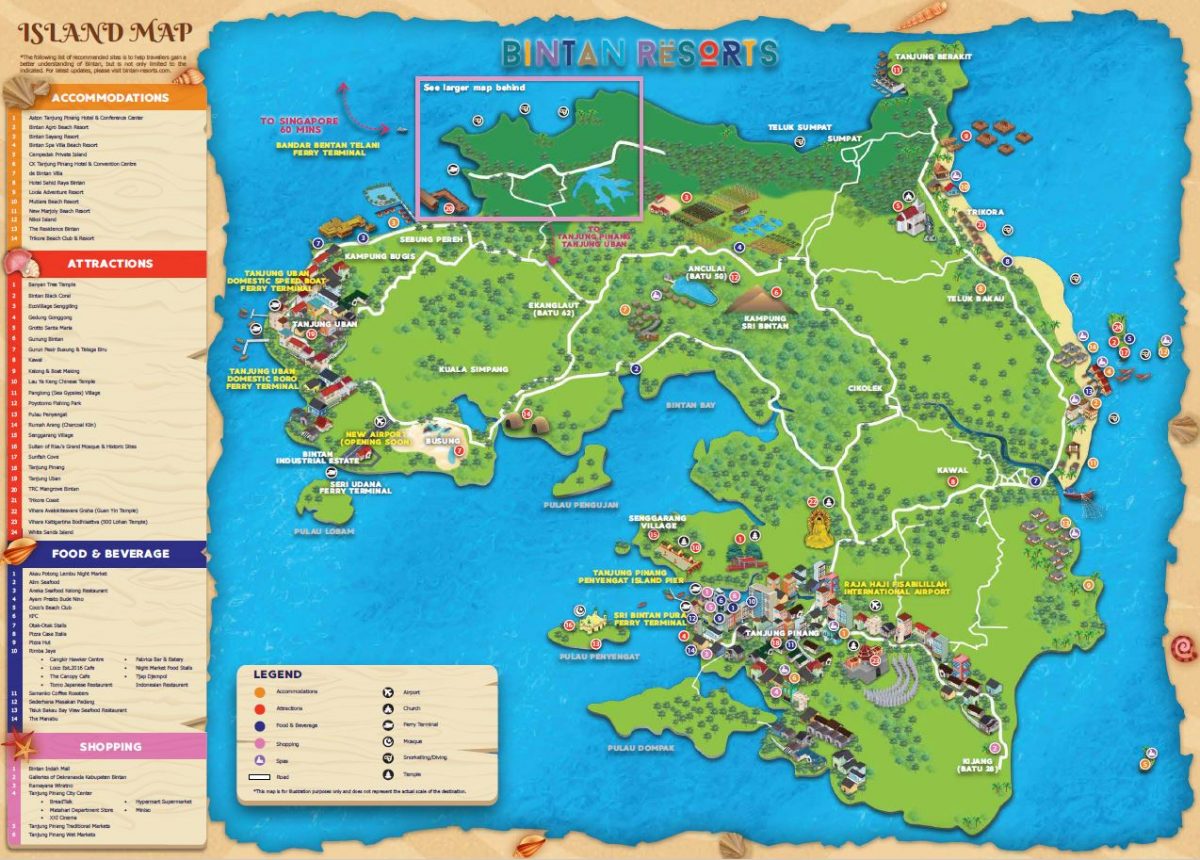 ISLAND MAP
*The following list of recommended sites is to help travellers gain a
better understanding of Bintan, but is not only limited to the
indicated. For latest updates, please visit bintan-resorts.com.
ACCOMMODATIONS
1 Aston Tanjung Pinang Hotel & Conference Center
2 Bintan Agro Beach Resort
3 Bintan Sayang Resort
4 Bintan Spa Villa Beach Resort
5 Cempedak Private Island
6 CK Tanjung Pinang Hotel & Convention Centre
7 de Bintan Villa
8 Hotel Sahid Raya Bintan
9 Loola Adventure Resort
10 Mutiara Beach Resort
11 New Marjoly Beach Resort
12 Nikoi Island
13 The Residence Bintan
14 Trikora Beach Club & Resort
ATTRACTIONS
1 Banyan Tree Temple
2 Bintan Black Coral
3 EcoVillage Senggiling
4 Gedung Gonggong
5 Grotto Santa Maria
6 Gunung Bintan
7 Gurun Pasir Busung & Telaga Biru
8 Kawal
9 Kelong & Boat Making
10 Lau Ya Keng Chinese Temple
11 Panglong (Sea Gypsies) Village
12 Poyotomo Fishing Park
13 Pulau Penyengat
14 Rumah Arang (Charcoal Kiln)
15 Senggarang Village
16 Sultan of Riau's Grand Mosque & Historic Sites
17 Sunfish Cove
18 Tanjung Pinang
19 Tanjung Uban
20 TRC Mangrove Bintan
21 Trikora Coast
22 Vihara Avalokitesvara Graha (Guan Yin Temple)
23 Vihara Ksitigarbha Bodhisattva (500 Lohan Temple)
24 White Sands Island
FOOD & BEVERAGE
1 Akau Potong Lembu Night Market
2 Alim Seafood
3 Arelia Seafood Kelong Restaurant
4 Ayam Presto Bude Nino
5 Coco's Beach Club
6 KFC
7 Otak-Otak Stalls
8 Pizza Casa Italia
9 Pizza Hut
10 Rimba Jaya
• Cangkir Hawker Centre • Fabrice Bar & Eatery
• Loco Est.2016 Cafe • Night Market Food Stalls
• The Canopy Cafe • Tjap Djempol
• Tomo Japanese Restaurant Indonesian Restaurant
11 Samanko Coffee Roasters
12 Sederhana Masakan Padang
13 Teluk Bakau Bay View Seafood Restaurant
14 The Manabu
SHOPPING
1 Bintan Indah Mall
2 Galleries of Dekranasda Kabupaten Bintan
3 Ramayana Wiratno
4 Tanjung Pinang City Center
• BreadTalk • Hypermart Supermarket
• Matahari Department Store • Miniso
• XXI Cinema
5 Tanjung Pinang Traditional Markets
6 Tanjung Pinang Wet Markets
BINTAN RESORTS
See larger map behind
TO SINGAPORE
60 MINS
BANDAR BENTAN TELANI
FERRY TERMINAL
TANJUNG BERAKIT
TELUK SUMPAT
SUMPAT
TRIKORA
TO
TANJUNG PINANG
TANJUNG UBAN
SEBUNG PEREH
KAMPUNG BUGIS
TANJUNG UBAN
DOMESTIC SPEED BOAT
FERRY TERMINAL
TANJUNG UBAN
TANJUNG UBAN
DOMESTIC RORO
FERRY TERMINAL
EKANGLAUT
(BATU 62)
ANCULAI
(BATU 50)
KAMPUNG
SRI BINTAN
TELUK BAKAU
KUALA SIMPANG
CIKOLEK
BINTAN BAY
NEW AIRPORT
(OPENING SOON)
BUSUNG
BINTAN
INDUSTRIAL ESTATE
SERI UDANA
FERRY TERMINAL
PULAU LOBAM
PULAU PENGUJAH
KAWAL
SENGGARANG
VILLAGE
TANJUNG PINANG
PENYENGAT ISLAND PIER
SRI BINTAN PURA
FERRY TERMINAL
RAJA HAJI FISABILILLAH
INTERNATIONAL AIRPORT
TANJUNG PINANG
PULAU PENYENGAT
PULAU DOMPAK
KIJANG
(BATU 28)
LEGEND
Accommodations
Attractions
Food & Beverage
Shopping
Spas
Road
Airport
Church
Ferry Terminal
Mosque
Snorkelling/Diving
Temple
*This map is for illustration purposes only and does not represent the actual scale of the destination.